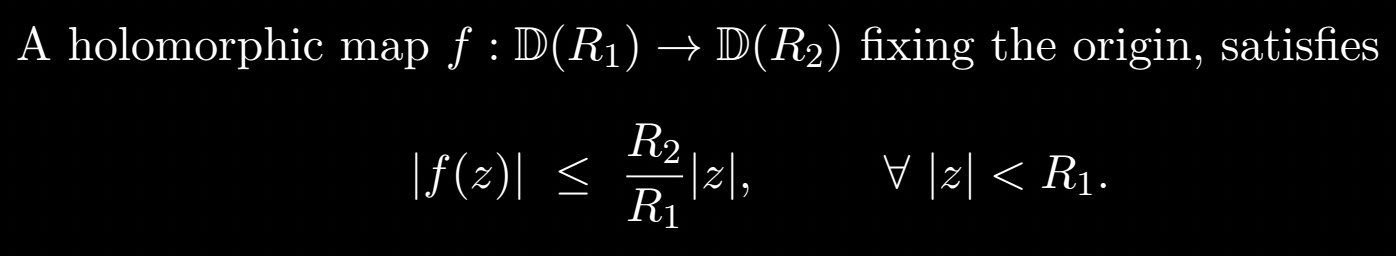 A holomorphic map f : 𝔻(R₁) → 𝔻(R₂) fixing the origin, satisfies
|f(z)| ≤ R₂/R₁ |z|, ∀ |z| < R₁.